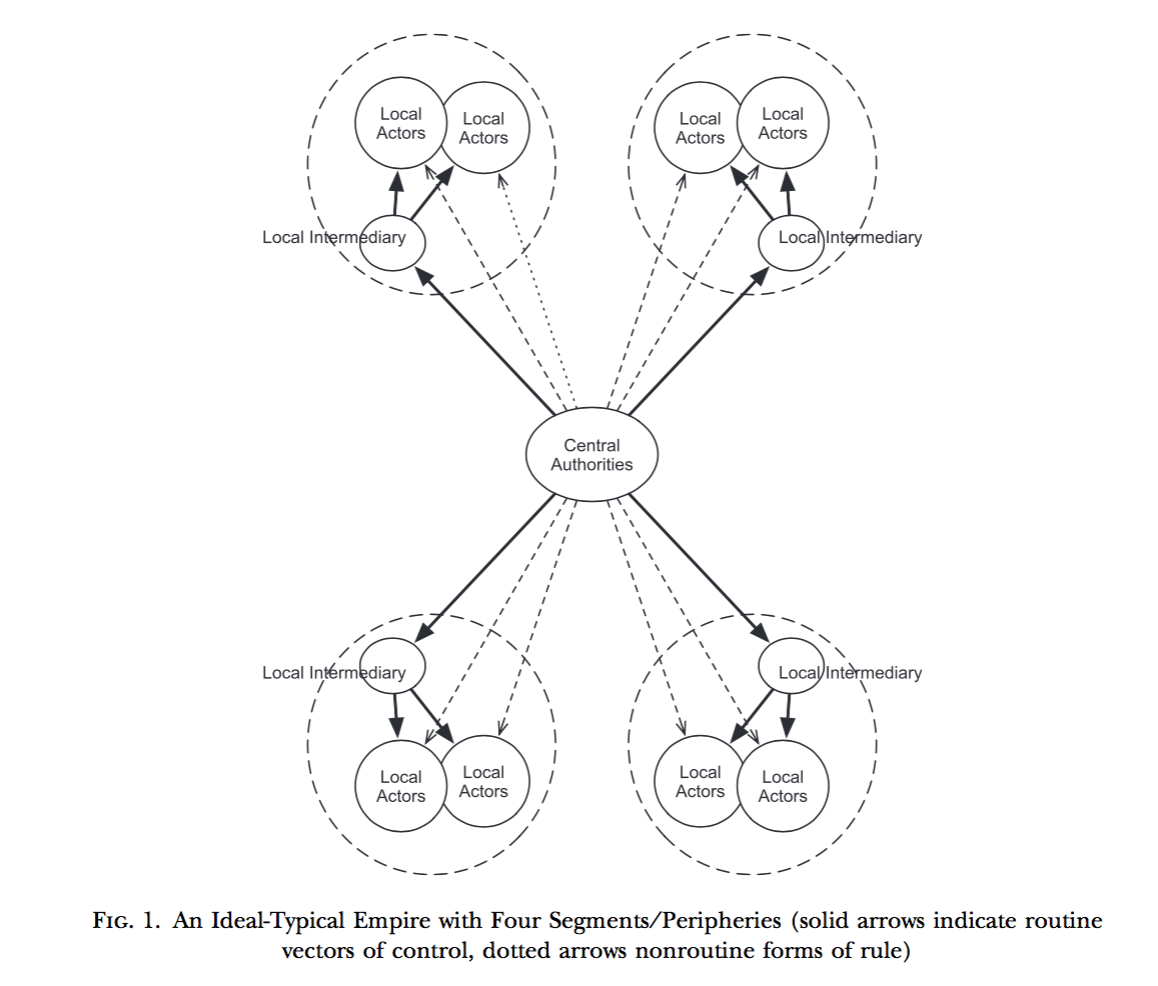 Local
Actors
Local
Actors
Local
Actors
Local
Actors
Local Intermediary
Local Intermediary
Central
Authorities
Local Intermediary
Local Intermediary
Local
Actors
Local
Actors
Local
Actors
Local
Actors
FIG. 1. An Ideal-Typical Empire with Four Segments/Peripheries (solid arrows indicate routine
vectors of control, dotted arrows nonroutine forms of rule)